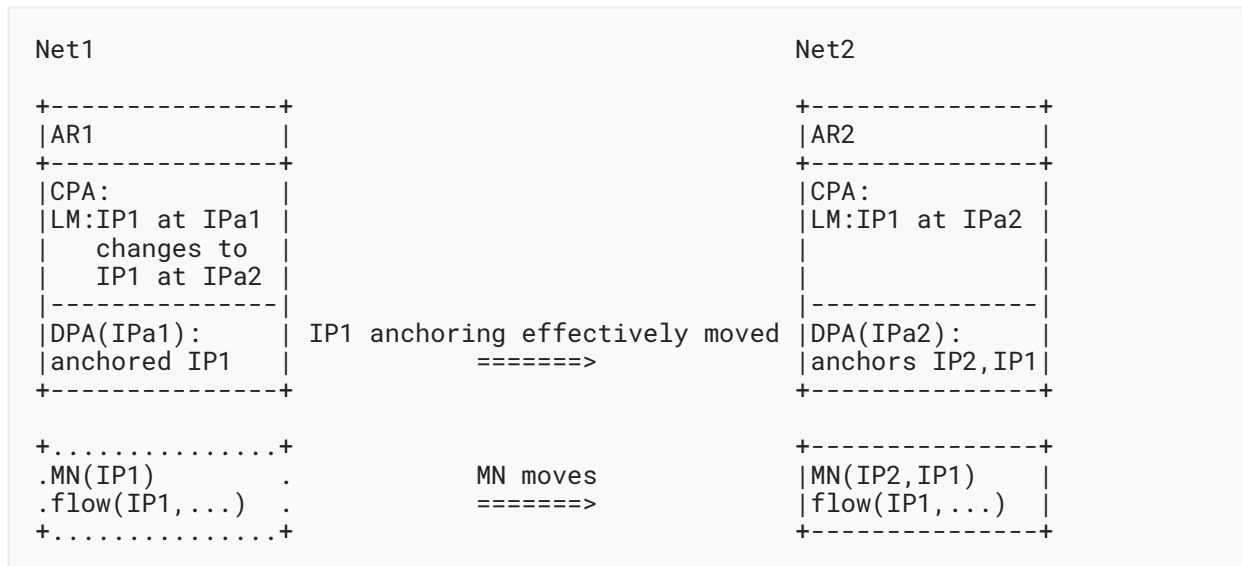 Net1                                              Net2

+---------------+                                 +---------------+
|AR1            |                                 |AR2            |
+---------------+                                 +---------------+
|CPA:           |                                 |CPA:           |
|LM:IP1 at IPa1 |                                 |LM:IP1 at IPa2 |
|   changes to  |                                 |               |
|   IP1 at IPa2 |                                 |               |
|---------------|                                 |---------------|
|DPA(IPa1):     | IP1 anchoring effectively moved |DPA(IPa2):     |
|anchored IP1   |            =======>             |anchors IP2,IP1|
+---------------+                                 +---------------+

+...............+                                 +---------------+
.MN(IP1)        .            MN moves             |MN(IP2,IP1)    |
.flow(IP1,...)  .            =======>             |flow(IP1,...)  |
+...............+                                 +---------------+